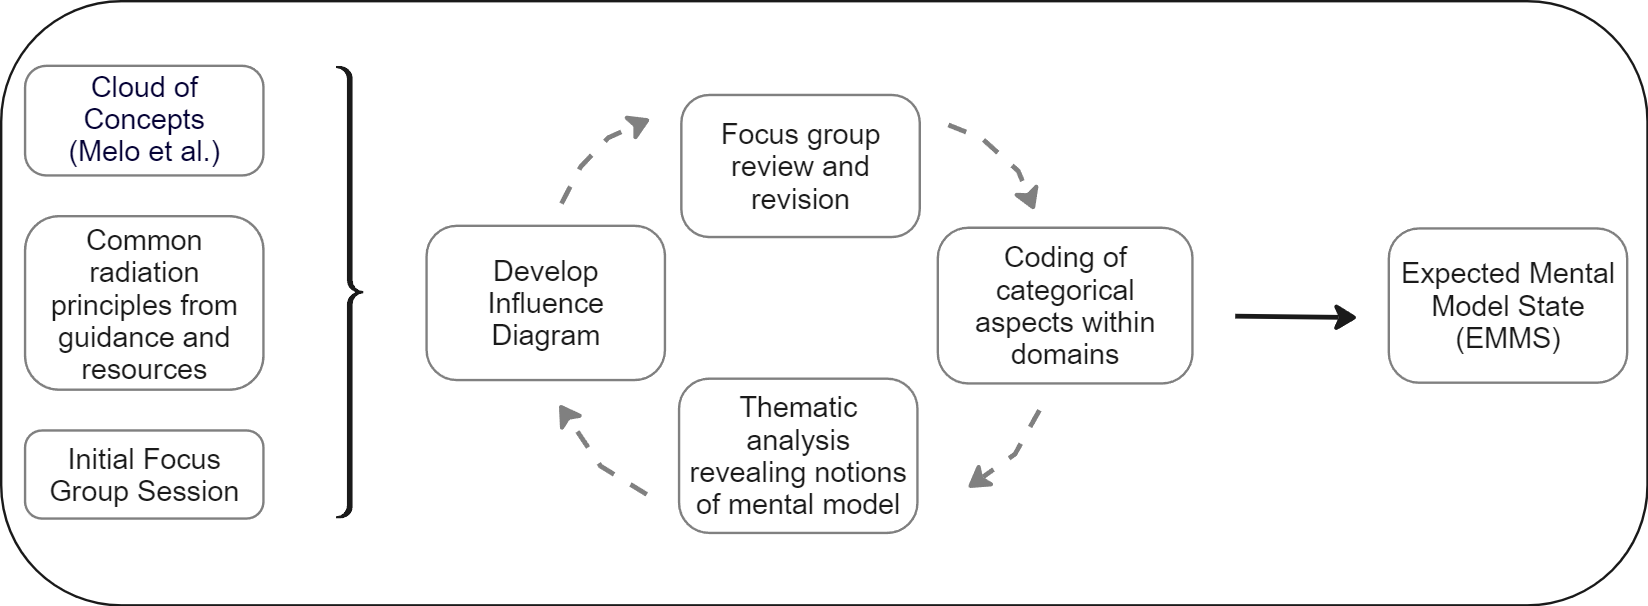 Cloud of
Concepts
(Melo et al.)
Common
radiation
principles from
guidance and
resources
Initial Focus
Group Session
Develop
Influence
Diagram
Focus group
review and
revision
Coding of
categorical
aspects within
domains
Thematic
analysis
revealing notions
of mental model
Expected Mental
Model State
(EMMS)